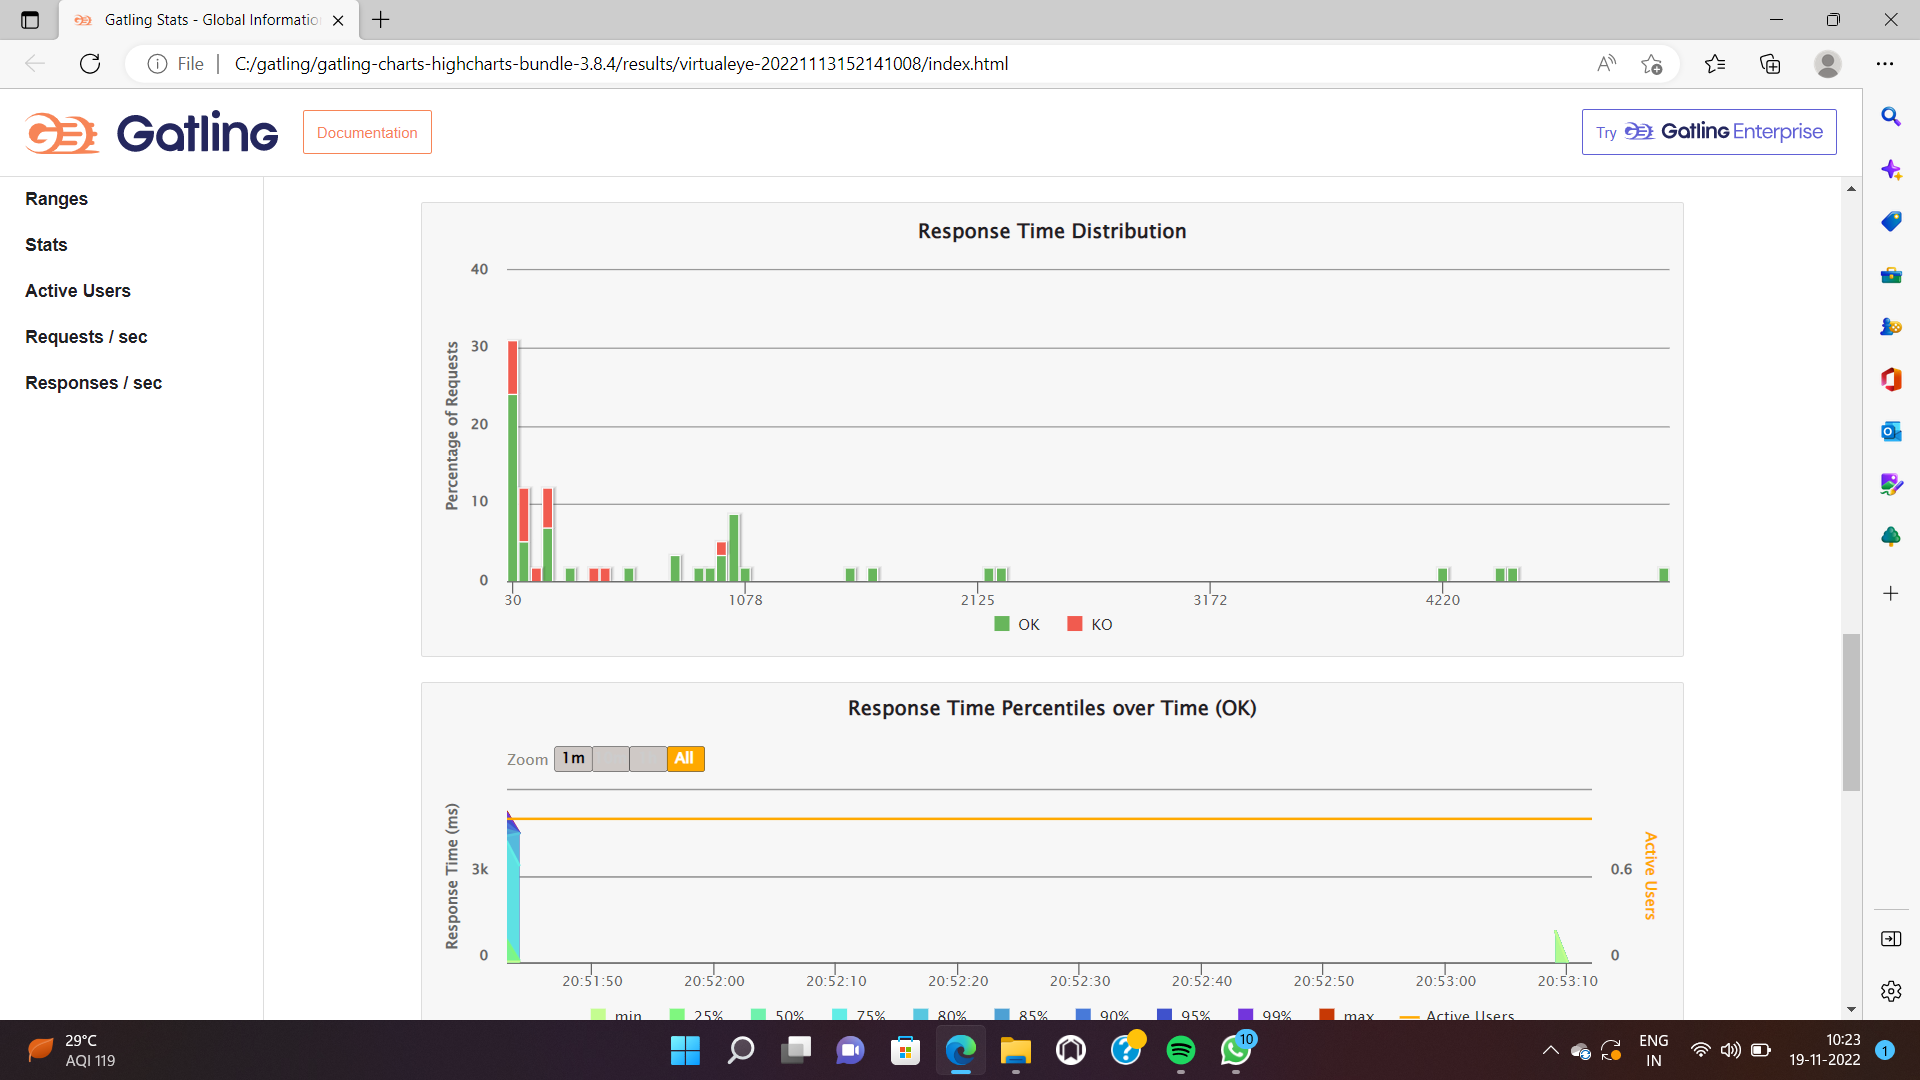 Gatling Stats - Global Informatio
File
C:/gatling/gatling-charts-highcharts-bundle-3.8.4/results/virtualeye-20221113152141008/index.html
Gatling
Documentation
Try Gatling Enterprise
Ranges
Stats
Active Users
Requests / sec
Responses / sec
Response Time Distribution
Percentage of Requests
40
30
20
10
0
30 1078 2125 3172 4220
OK KO
Response Time Percentiles over Time (OK)
Zoom 1m All
Response Time (ms)
3k
0
0.6
0
Active Users
20:51:50 20:52:00 20:52:10 20:52:20 20:52:30 20:52:40 20:52:50 20:53:00 20:53:10
min 25% 50% 75% 80% 85% 90% 95% 99% max Active Users
29°C
AQI 119
10
ENG
IN
10:23
19-11-2022
1